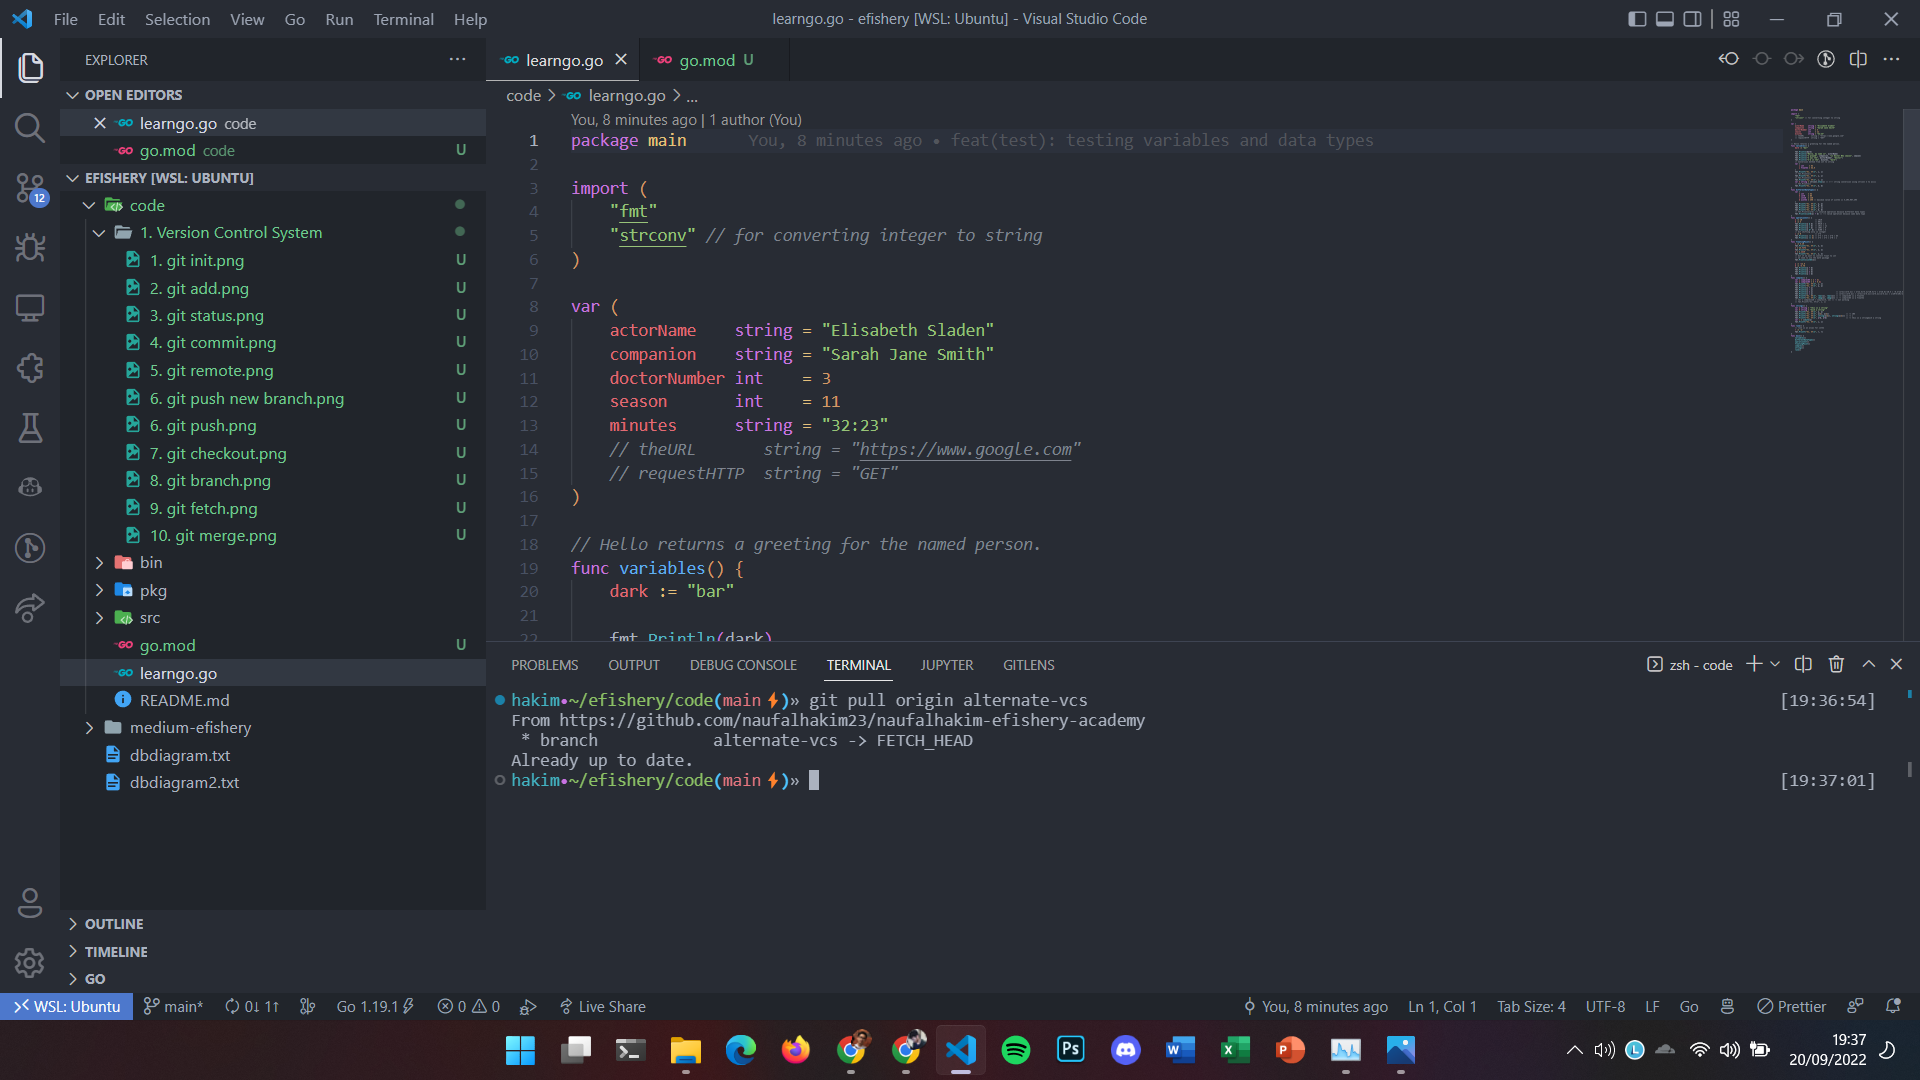 File Edit Selection View Go Run Terminal Help
learngo.go - efishery [WSL: Ubuntu] - Visual Studio Code
EXPLORER
OPEN EDITORS
learngo.go code
go.mod code U
EFISHERY [WSL: UBUNTU]
code
1. Version Control System
1. git init.png U
2. git add.png U
3. git status.png U
4. git commit.png U
5. git remote.png U
6. git push new branch.png U
6. git push.png U
7. git checkout.png U
8. git branch.png U
9. git fetch.png U
10. git merge.png U
bin
pkg
src
go.mod U
learngo.go
README.md
medium-efishery
dbdiagram.txt
dbdiagram2.txt
OUTLINE
TIMELINE
GO
12
learngo.go
go.mod U
code > learngo.go > ...
You, 8 minutes ago | 1 author (You)
1 package main You, 8 minutes ago • feat(test): testing variables and data types
2
3 import (
4 "fmt"
5 "strconv" // for converting integer to string
6 )
7
8 var (
9 actorName string = "Elisabeth Sladen"
10 companion string = "Sarah Jane Smith"
11 doctorNumber int = 3
12 season int = 11
13 minutes string = "32:23"
14 // theURL string = "https://www.google.com"
15 // requestHTTP string = "GET"
16 )
17
18 // Hello returns a greeting for the named person.
19 func variables() {
20 dark := "bar"
21
22 fmt.Println(dark)
PROBLEMS OUTPUT DEBUG CONSOLE TERMINAL JUPYTER GITLENS
zsh - code
hakim•~/efishery/code(main⚡)» git pull origin alternate-vcs [19:36:54]
From https://github.com/naufalhakim23/naufalhakim-efishery-academy
* branch alternate-vcs -> FETCH_HEAD
Already up to date.
hakim•~/efishery/code(main⚡)» [19:37:01]
WSL: Ubuntu main* 0↓ 1↑ Go 1.19.1 0 0 Live Share
You, 8 minutes ago Ln 1, Col 1 Tab Size: 4 UTF-8 LF Go Prettier
19:37
20/09/2022